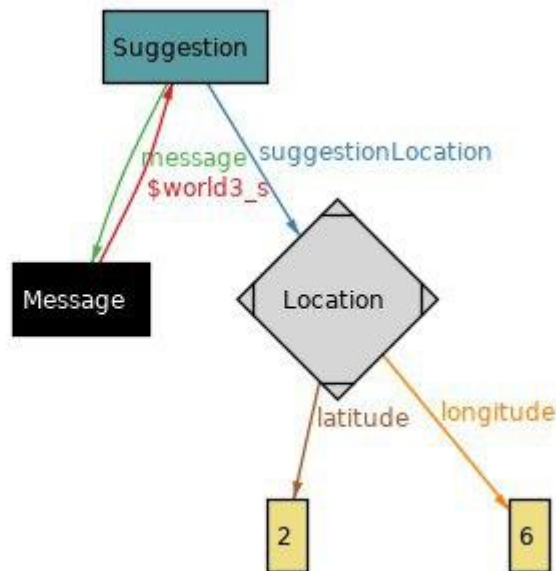 Suggestion
message
suggestionLocation
$world3_s
Message
Location
latitude
longitude
2
6